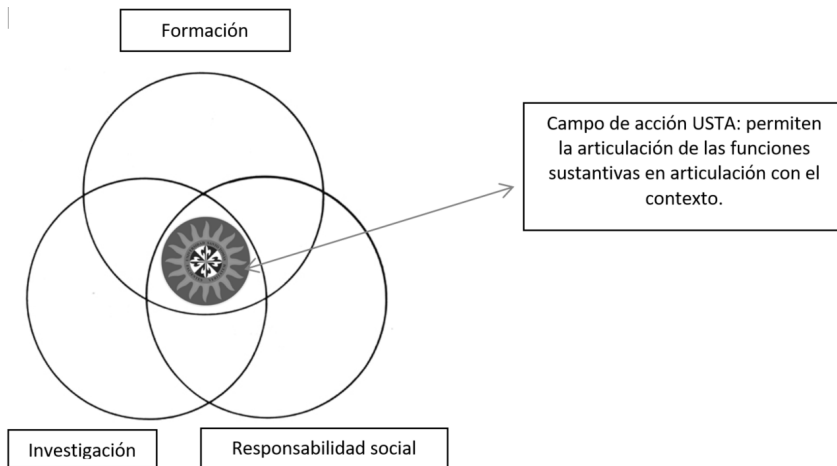 Formación
Campo de acción USTA: permiten
la articulación de las funciones
sustantivas en articulación con el
contexto.
Investigación
Responsabilidad social